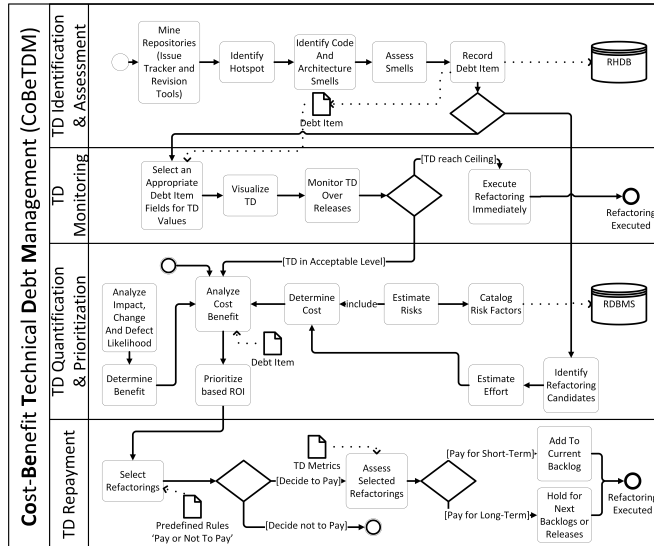 Cost-Benefit Technical Debt Management (CoBeTDM)
TD Identification
& Assessment
Mine
Repositories
(Issue
Tracker and
Revision
Tools)
Identify
Hotspot
Identify Code
And
Architecture
Smells
Assess
Smells
Record
Debt Item
RHDB
Debt Item
TD
Monitoring
Select an
Appropriate
Debt Item
Fields for TD
Values
Visualize
TD
Monitor TD
Over
Releases
[TD reach Ceiling]
Execute
Refactoring
Immediately
Refactoring
Executed
TD Quantification
& Prioritization
[TD in Acceptable Level]
Analyze
Impact,
Change
And Defect
Likelihood
Analyze
Cost
Benefit
Determine
Cost
include
Estimate
Risks
Catalog
Risk Factors
RDBMS
Debt Item
Determine
Benefit
Prioritize
based ROI
Estimate
Effort
Identify
Refactoring
Candidates
TD Repayment
Select
Refactorings
Predefined Rules
‘Pay or Not To Pay’
[Decide to Pay]
[Decide not to Pay]
TD Metrics
Assess
Selected
Refactorings
[Pay for Short-Term]
Add To
Current
Backlog
[Pay for Long-Term]
Hold for
Next
Backlogs or
Releases
Refactoring
Executed